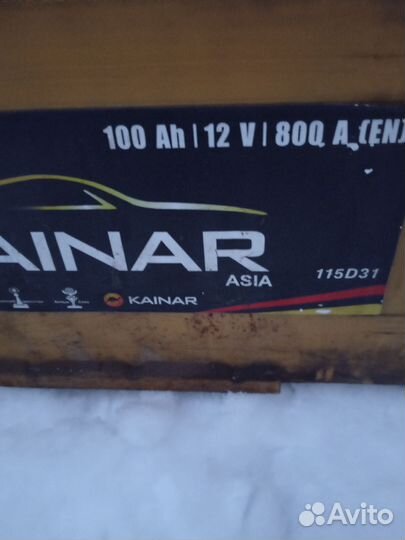 100 Ah | 12 V | 800 A (EN)
AINAR
ASIA
115D31
KAINAR
Avito